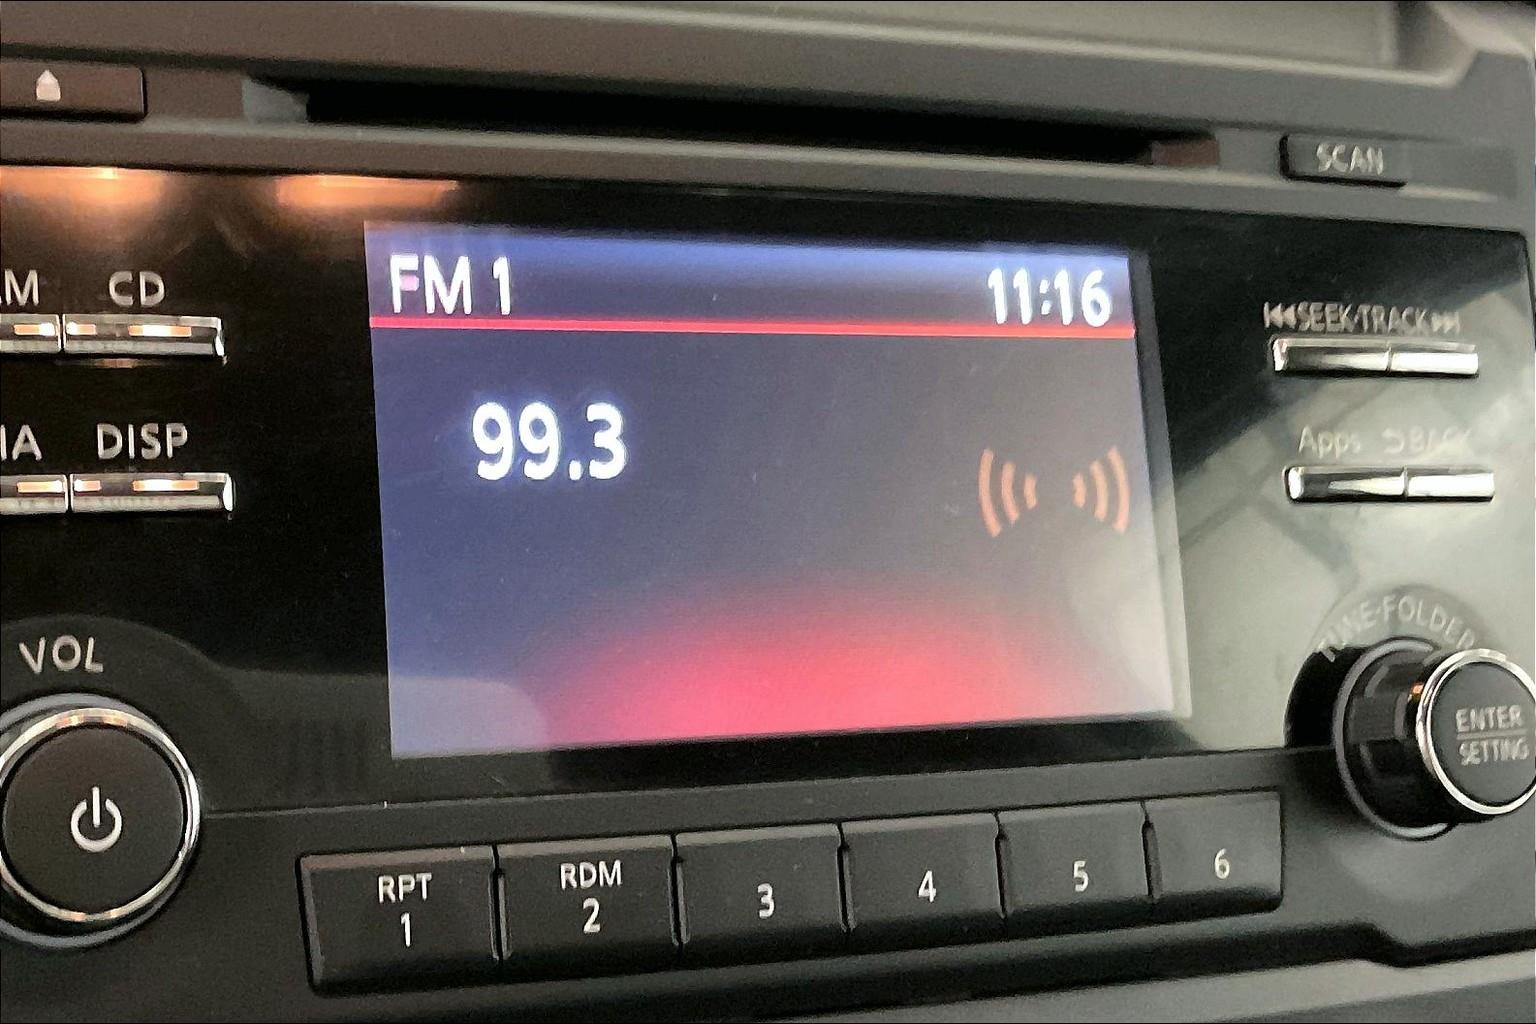 SCAN
FM 1 11:16
CD
SEEK·TRACK
99.3
DISP
Apps BACK
VOL
TUNE·FOLDER
ENTER
SETTING
RPT
1
RDM
2
3
4
5
6